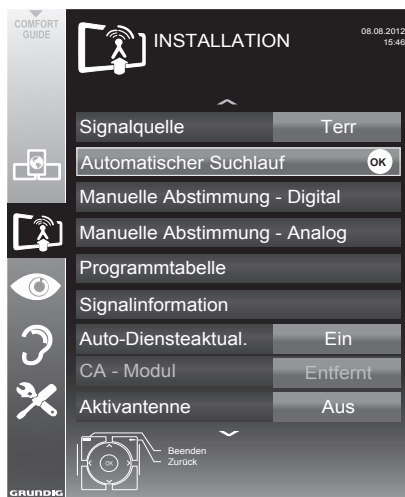 COMFORT
GUIDE
INSTALLATION
08.08.2012
15:46
Signalquelle Terr
Automatischer Suchlauf OK
Manuelle Abstimmung - Digital
Manuelle Abstimmung - Analog
Programmtabelle
Signalinformation
Auto-Diensteaktual. Ein
CA - Modul Entfernt
Aktivantenne Aus
OK
Beenden
Zurück
GRUNDIG